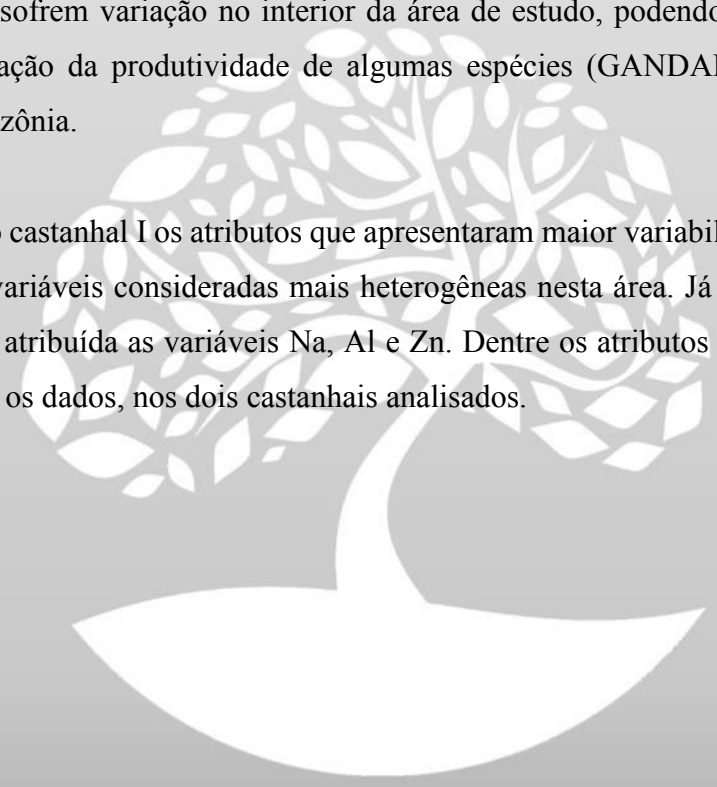 sofrem variação no interior da área de estudo, podendo
ação da produtividade de algumas espécies (GANDA
zônia.
castanhal I os atributos que apresentaram maior variabil
variáveis consideradas mais heterogêneas nesta área. Já
atribuída as variáveis Na, Al e Zn. Dentre os atributos
os dados, nos dois castanhais analisados.